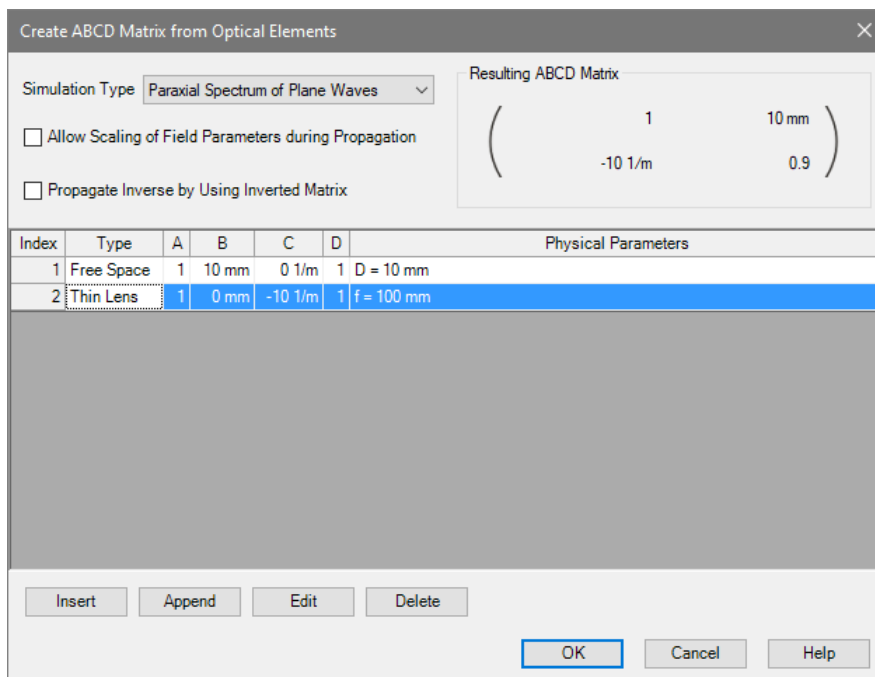 Create ABCD Matrix from Optical Elements
Simulation Type Paraxial Spectrum of Plane Waves
Allow Scaling of Field Parameters during Propagation
Propagate Inverse by Using Inverted Matrix
Resulting ABCD Matrix
1 10 mm
-10 1/m 0.9
Index Type A B C D Physical Parameters
1 Free Space 1 10 mm 0 1/m 1 D = 10 mm
2 Thin Lens 1 0 mm -10 1/m 1 f = 100 mm
Insert Append Edit Delete
OK Cancel Help